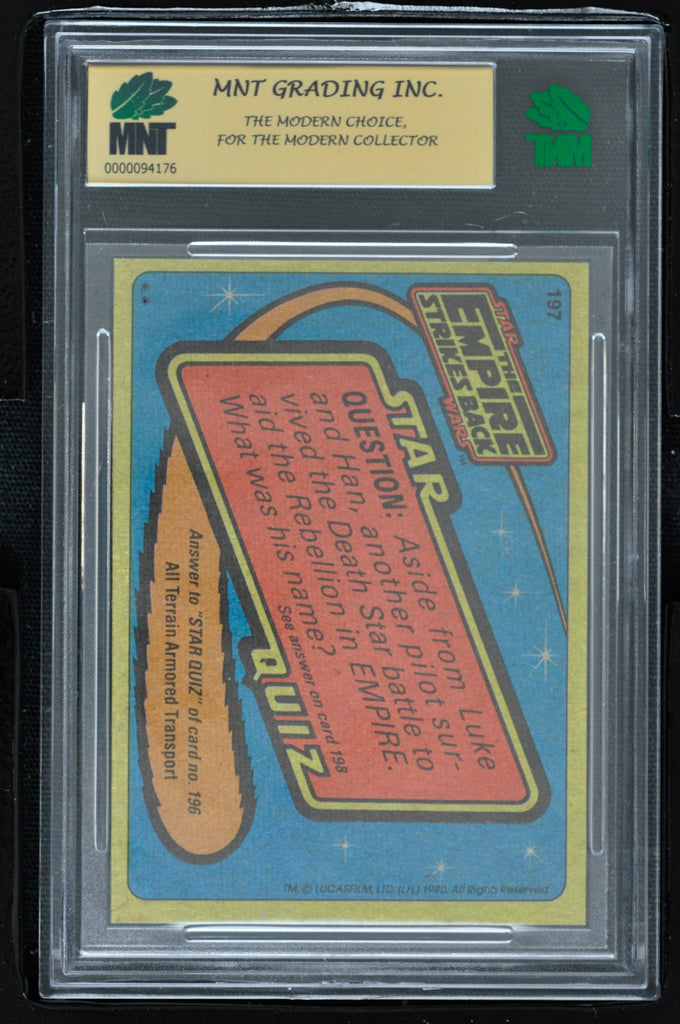 MNT GRADING INC.
THE MODERN CHOICE,
FOR THE MODERN COLLECTOR
MNT
0000094176
MNT
197
STAR
THE
EMPIRE
STRIKES BACK
WARS
TM
STAR
QUESTION: Aside from Luke
and Han, another pilot sur-
vived the Death Star battle to
aid the Rebellion in EMPIRE.
What was his name?
See answer on card 198
QUIZ
Answer to "STAR QUIZ" of card no. 196
All Terrain Armored Transport
TM. © LUCASFILM, LTD. (LFL) 1980. All Rights Reserved
**